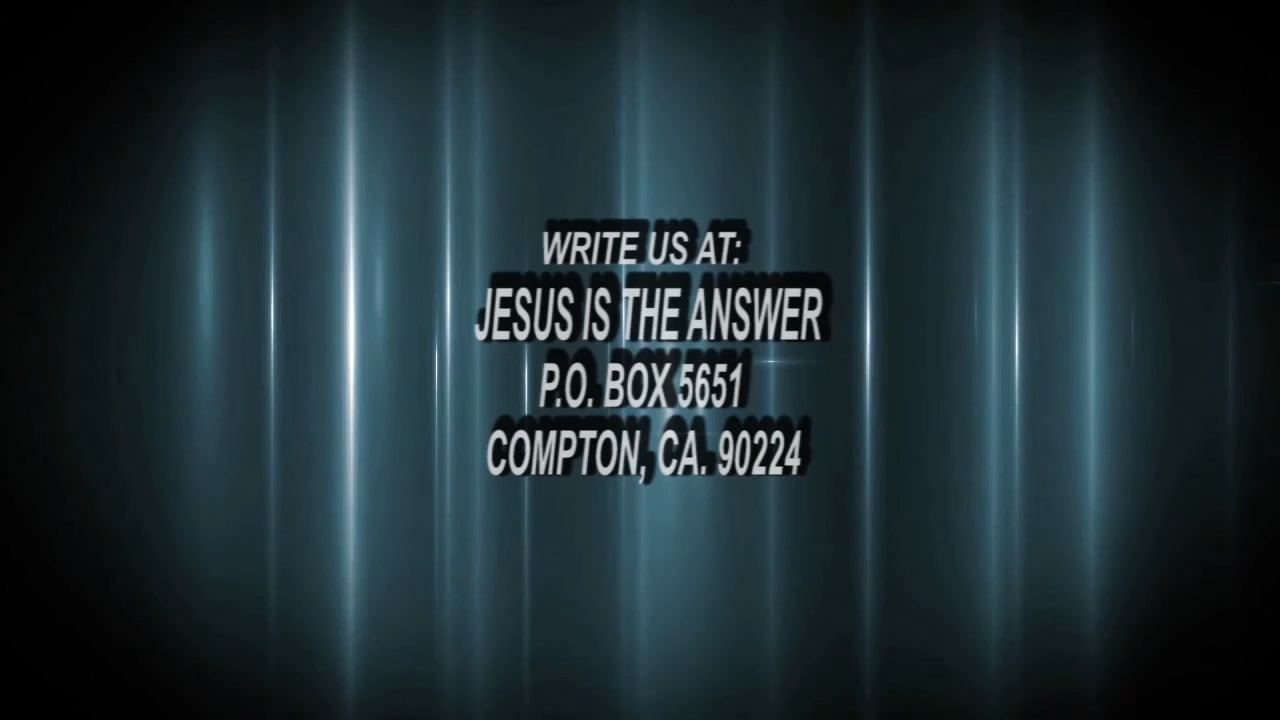 WRITE US AT:
JESUS IS THE ANSWER
P.O. BOX 5651
COMPTON, CA. 90224